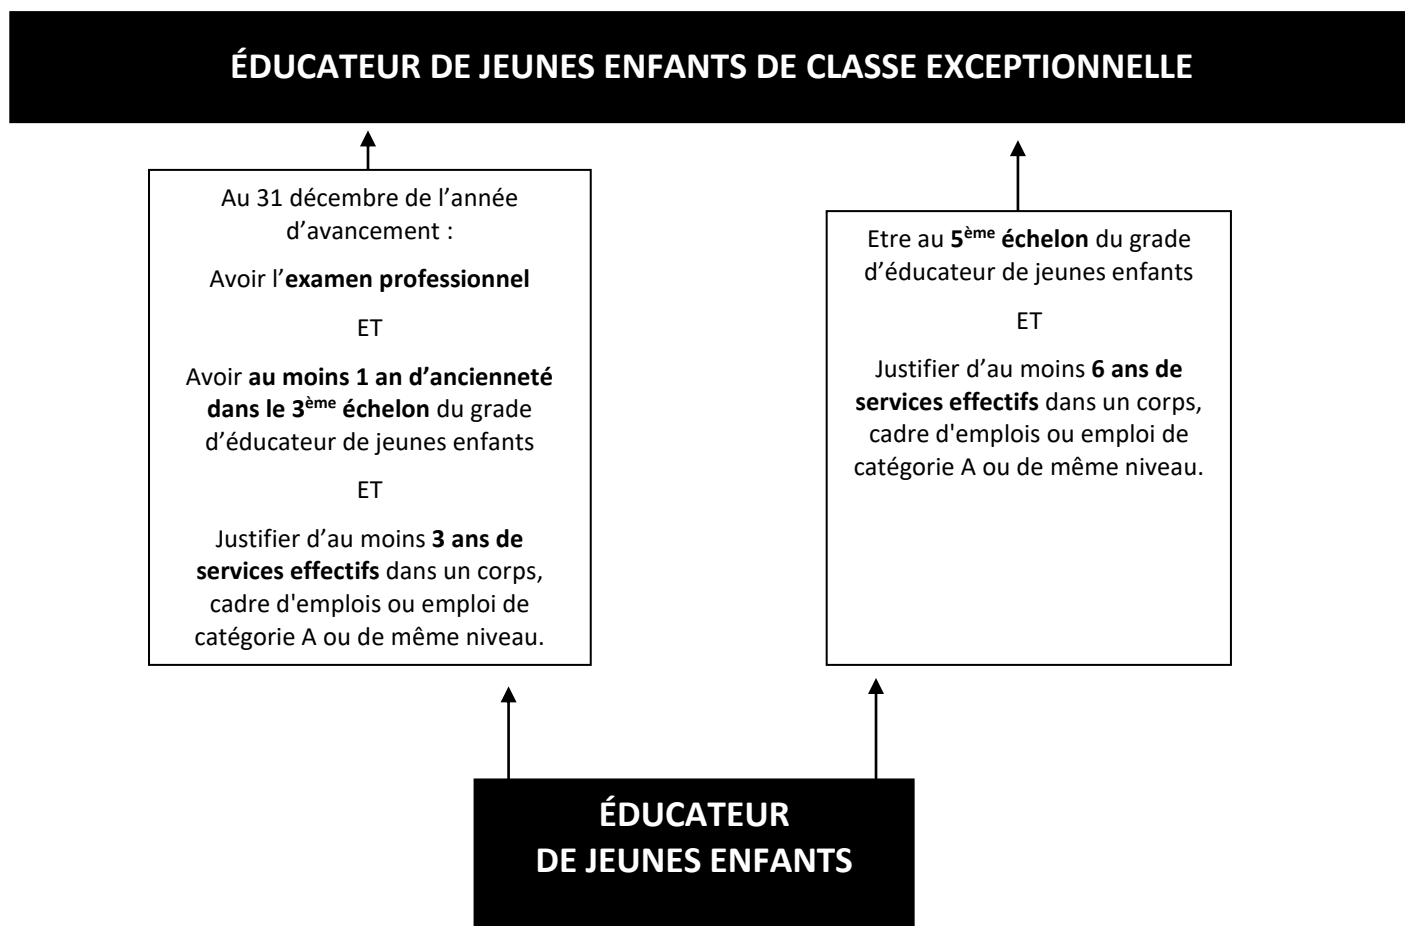 ÉDUCATEUR DE JEUNES ENFANTS DE CLASSE EXCEPTIONNELLE
Au 31 décembre de l’année
d’avancement :
Avoir l’examen professionnel
ET
Avoir au moins 1 an d’ancienneté
dans le 3ème échelon du grade
d’éducateur de jeunes enfants
ET
Justifier d’au moins 3 ans de
services effectifs dans un corps,
cadre d'emplois ou emploi de
catégorie A ou de même niveau.
Etre au 5ème échelon du grade
d’éducateur de jeunes enfants
ET
Justifier d’au moins 6 ans de
services effectifs dans un corps,
cadre d'emplois ou emploi de
catégorie A ou de même niveau.
ÉDUCATEUR
DE JEUNES ENFANTS